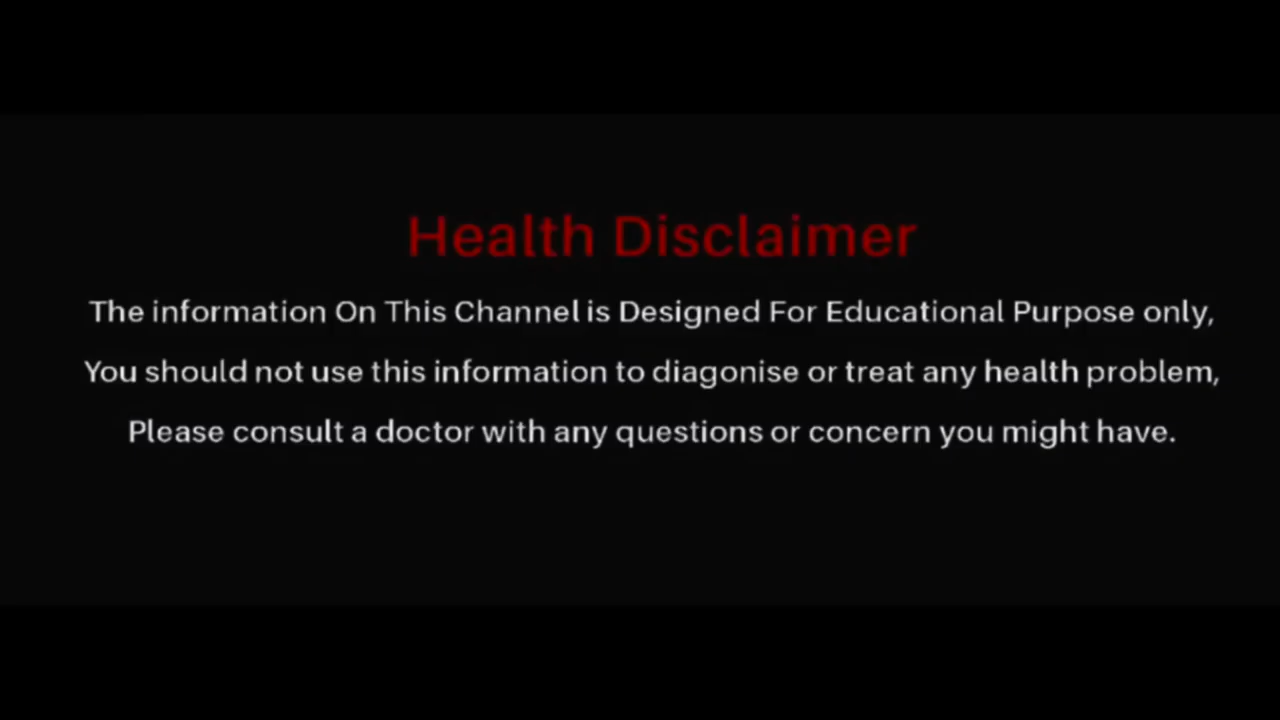 Health Disclaimer
The information On This Channel is Designed For Educational Purpose only,
You should not use this information to diagonise or treat any health problem,
Please consult a doctor with any questions or concern you might have.